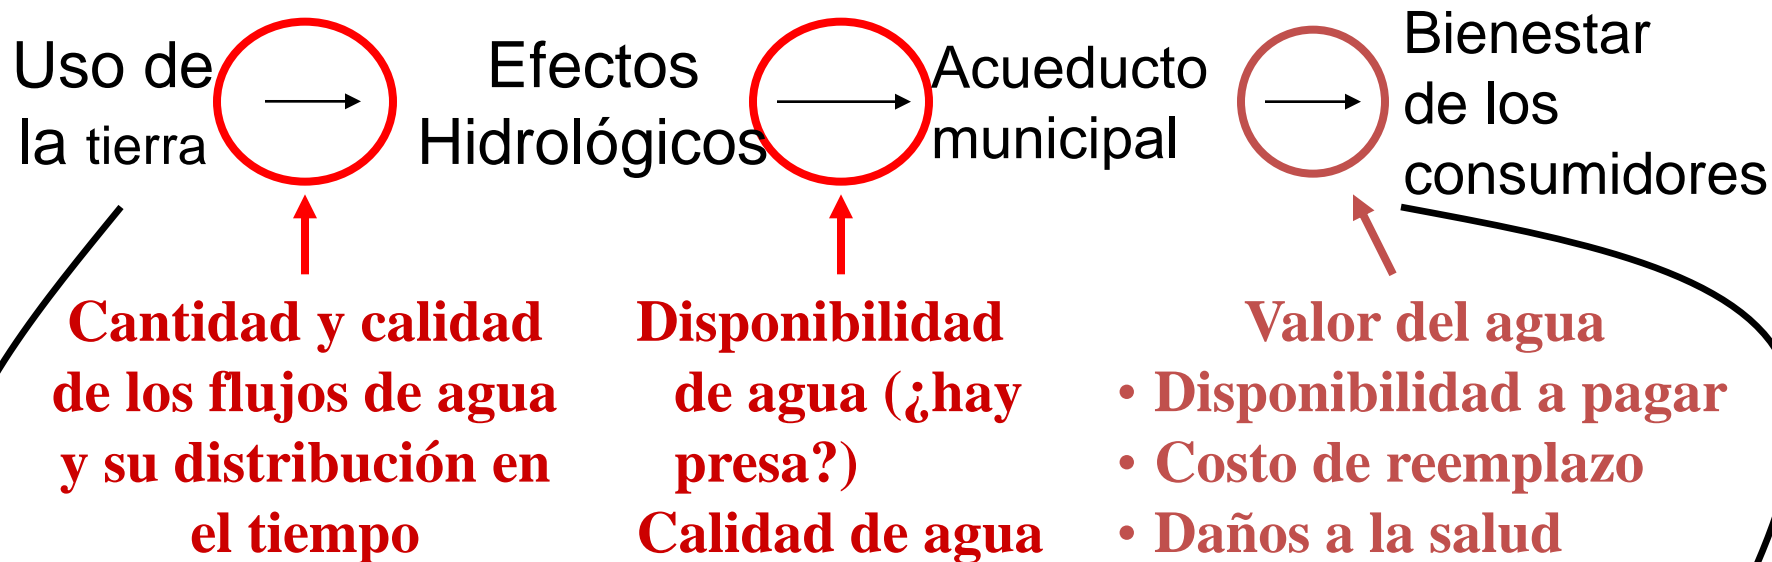 Uso de
la tierra
Efectos
Hidrológicos
Acueducto
municipal
Bienestar
de los
consumidores
Cantidad y calidad
de los flujos de agua
y su distribución en
el tiempo
Disponibilidad
de agua (¿hay
presa?)
Calidad de agua
Valor del agua
• Disponibilidad a pagar
• Costo de reemplazo
• Daños a la salud